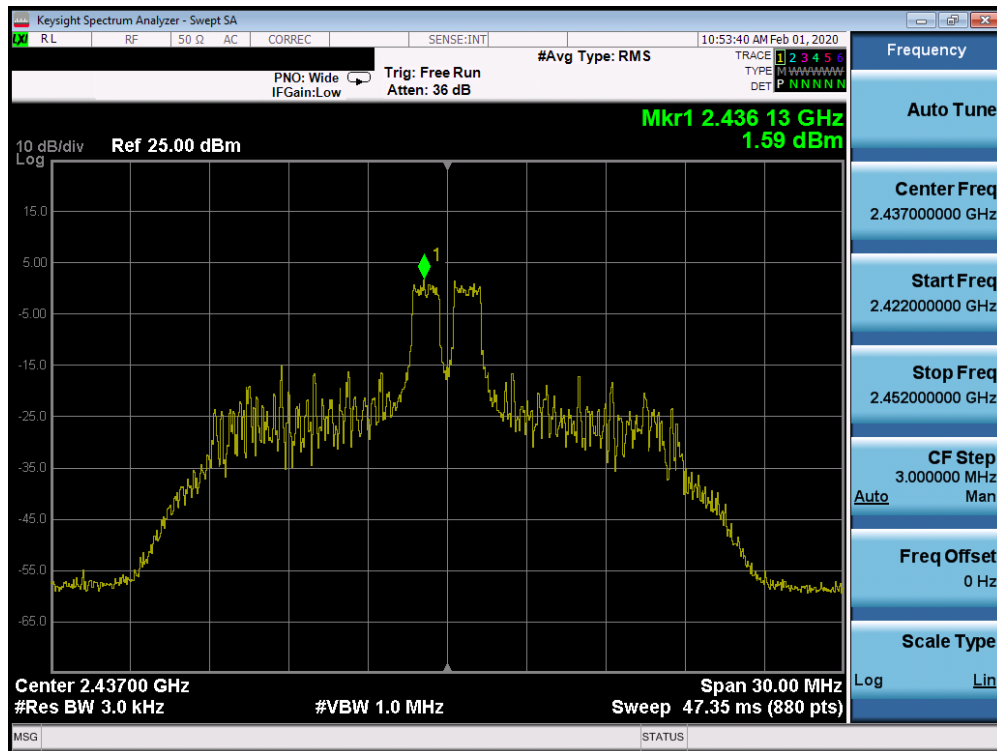 Keysight Spectrum Analyzer - Swept SA
LXI RL RF 50 Ω AC CORREC SENSE:INT 10:53:40 AM Feb 01, 2020
#Avg Type: RMS
TRACE 1 2 3 4 5 6
PNO: Wide Trig: Free Run
TYPE M WWWWW
IFGain:Low Atten: 36 dB
DET P N N N N N
Mkr1 2.436 13 GHz
1.59 dBm
10 dB/div Ref 25.00 dBm
Log
15.0
5.00
1
-5.00
-15.0
-25.0
-35.0
-45.0
-55.0
-65.0
Center 2.43700 GHz Span 30.00 MHz
#Res BW 3.0 kHz #VBW 1.0 MHz Sweep 47.35 ms (880 pts)
MSG STATUS
Frequency
Auto Tune
Center Freq
2.437000000 GHz
Start Freq
2.422000000 GHz
Stop Freq
2.452000000 GHz
CF Step
3.000000 MHz
Auto Man
Freq Offset
0 Hz
Scale Type
Log Lin